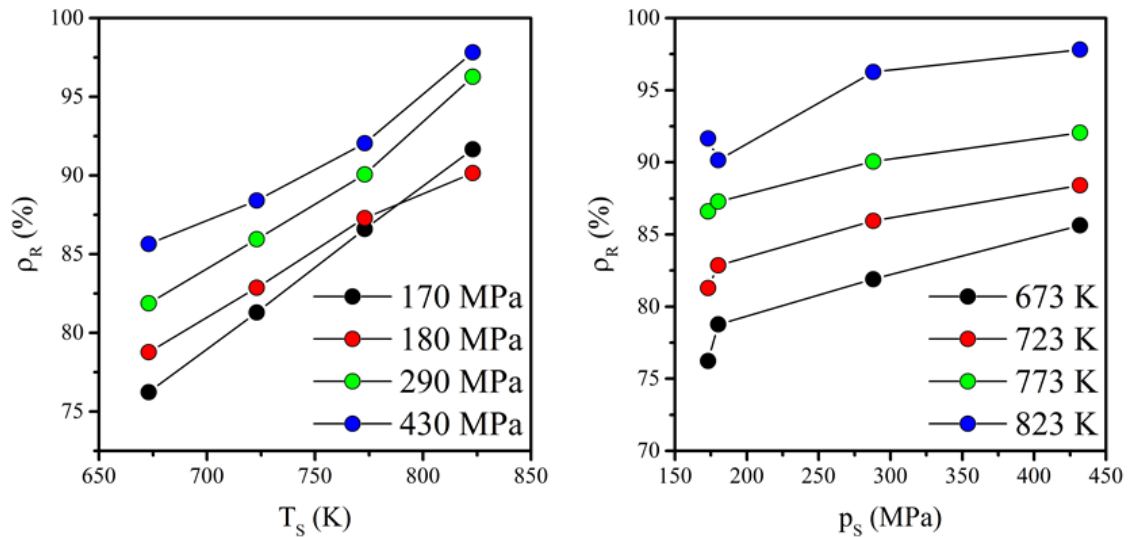 100
95
90
85
80
75
ρR (%)
170 MPa
180 MPa
290 MPa
430 MPa
650 700 750 800 850
TS (K)
100
95
90
85
80
75
70
ρR (%)
673 K
723 K
773 K
823 K
150 200 250 300 350 400 450
pS (MPa)